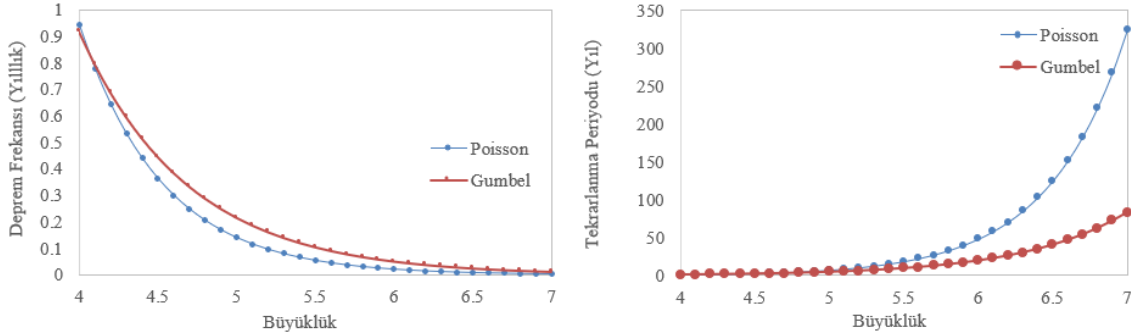 1
0.9
0.8
0.7
0.6
0.5
0.4
0.3
0.2
0.1
0
Deprem Frekansı (Yılllık)
Poisson
Gumbel
4 4.5 5 5.5 6 6.5 7
Büyüklük
350
300
250
200
150
100
50
0
Tekrarlanma Periyodu (Yıl)
Poisson
Gumbel
4 4.5 5 5.5 6 6.5 7
Büyüklük